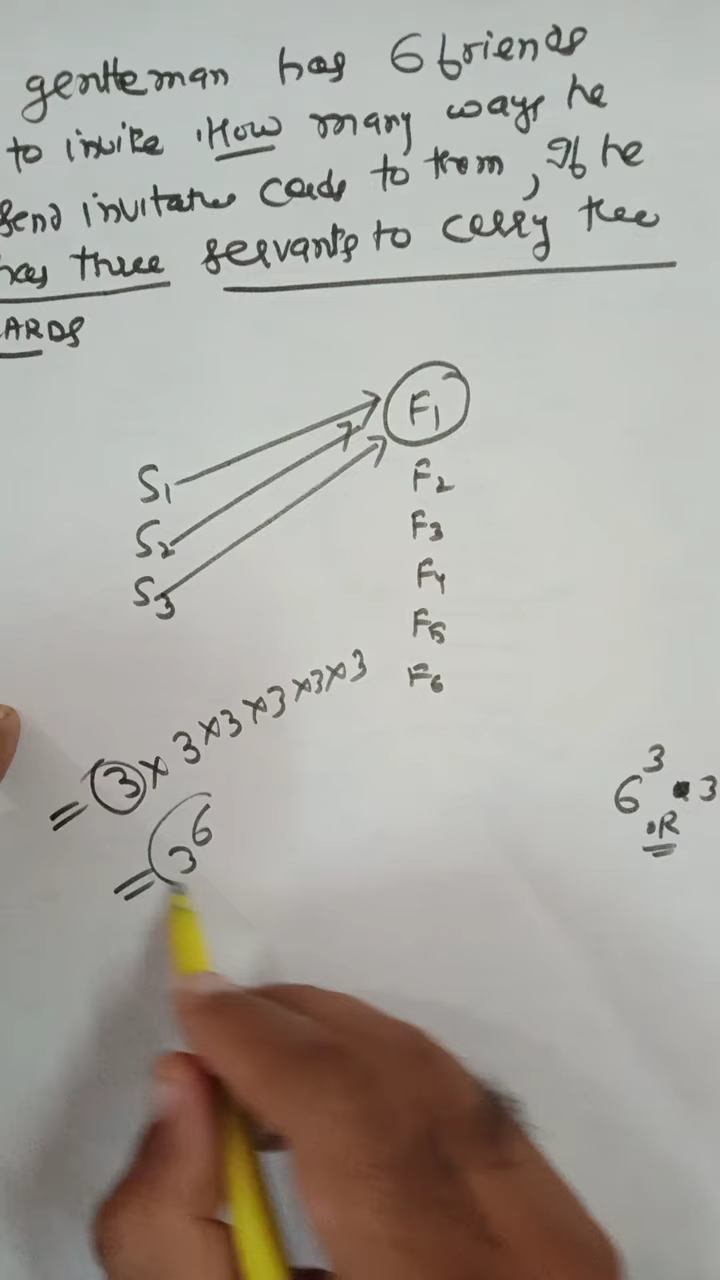 gentleman has 6 friends
to invite . How many ways he
send invitation cards to them, If he
has three servants to carry the
CARDS
S1
S2
S3
F1
F2
F3
F4
F5
F6
= 3 × 3 × 3 × 3 × 3 × 3
= 3^6
6^3 3
OR